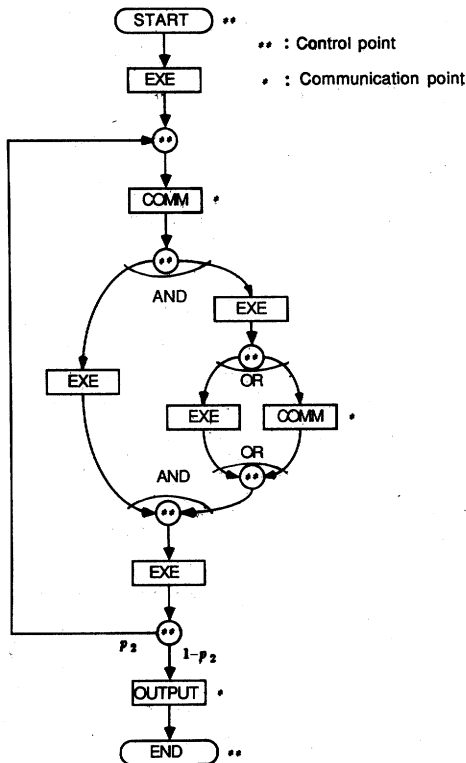 START **
** : Control point
EXE
* : Communication point
**
COMM *
**
AND
EXE
**
OR
EXE
EXE
COMM *
OR
**
AND
**
EXE
**
p₂
1-p₂
OUTPUT *
END **